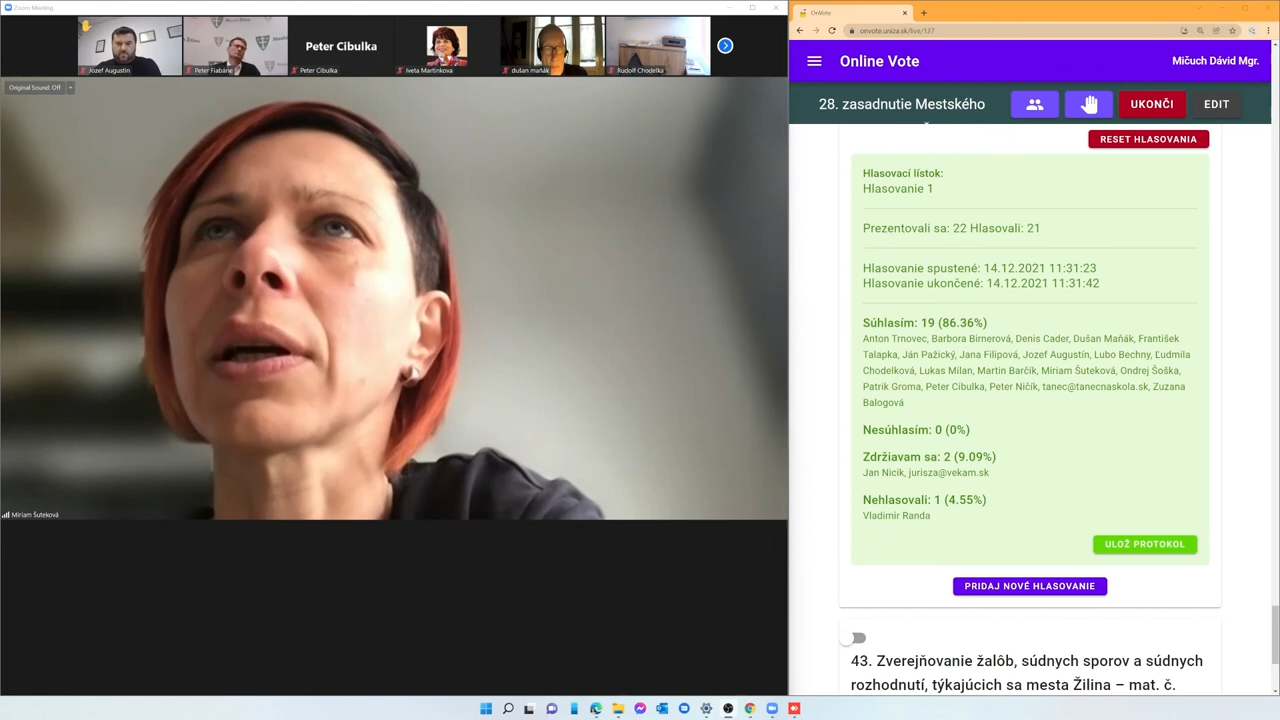 Zoom Meeting
Peter Cibulka
Jozef Augustín
Peter Fiabáne
Peter Cibulka
Iveta Martinkova
dušan maňák
Rudolf Chodelka
Original Sound: Off
Miriam Šuteková
OnVote
onvote.uniza.sk/live/137
Online Vote
Mičuch Dávid Mgr.
28. zasadnutie Mestského
UKONČI
EDIT
RESET HLASOVANIA
Hlasovací lístok:
Hlasovanie 1
Prezentovali sa: 22 Hlasovali: 21
Hlasovanie spustené: 14.12.2021 11:31:23
Hlasovanie ukončené: 14.12.2021 11:31:42
Súhlasím: 19 (86.36%)
Anton Trnovec, Barbora Birnerová, Denis Cader, Dušan Maňák, František
Talapka, Ján Pažický, Jana Filipová, Jozef Augustín, Lubo Bechny, Ľudmila
Chodelková, Lukas Milan, Martin Barčík, Miriam Šuteková, Ondrej Šoška,
Patrik Groma, Peter Cibulka, Peter Ničík, tanec@tanecnaskola.sk, Zuzana
Balogová
Nesúhlasím: 0 (0%)
Zdržiavam sa: 2 (9.09%)
Jan Nicik, jurisza@vekam.sk
Nehlasovali: 1 (4.55%)
Vladimir Randa
ULOŽ PROTOKOL
PRIDAJ NOVÉ HLASOVANIE
43. Zverejňovanie žalôb, súdnych sporov a súdnych
rozhodnutí, týkajúcich sa mesta Žilina – mat. č.